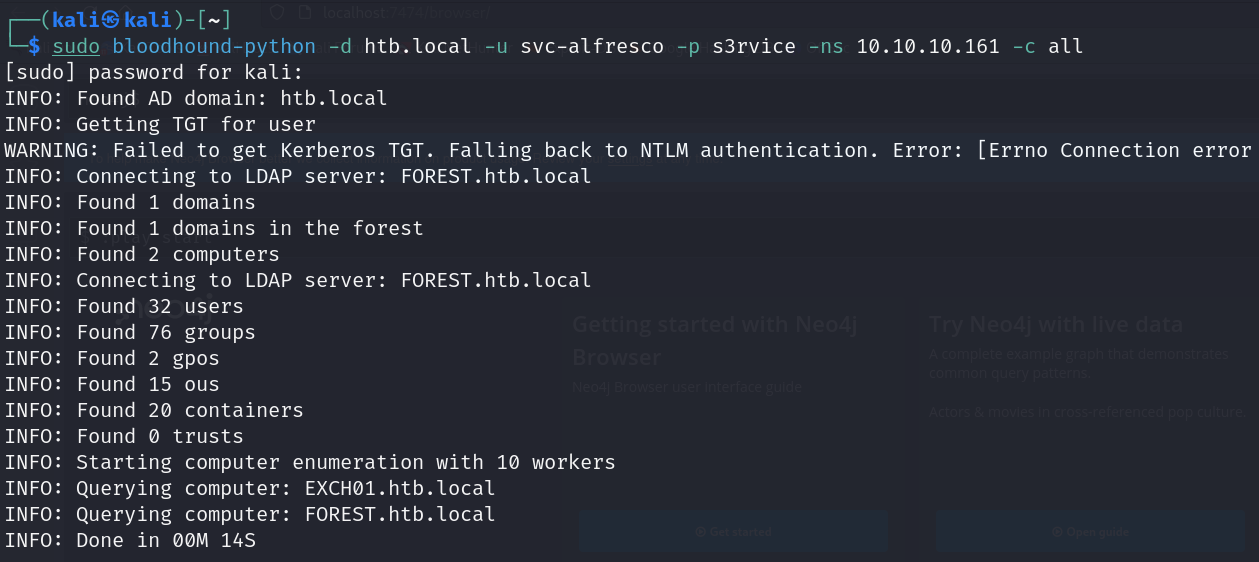 localhost:7474/browser/
┌──(kali㉿kali)-[~]
└─$ sudo bloodhound-python -d htb.local -u svc-alfresco -p s3rvice -ns 10.10.10.161 -c all
[sudo] password for kali:
INFO: Found AD domain: htb.local
INFO: Getting TGT for user
WARNING: Failed to get Kerberos TGT. Falling back to NTLM authentication. Error: [Errno Connection error
INFO: Connecting to LDAP server: FOREST.htb.local
INFO: Found 1 domains
INFO: Found 1 domains in the forest
INFO: Found 2 computers
INFO: Connecting to LDAP server: FOREST.htb.local
INFO: Found 32 users
INFO: Found 76 groups
INFO: Found 2 gpos
INFO: Found 15 ous
INFO: Found 20 containers
INFO: Found 0 trusts
INFO: Starting computer enumeration with 10 workers
INFO: Querying computer: EXCH01.htb.local
INFO: Querying computer: FOREST.htb.local
INFO: Done in 00M 14S
neo4j
Getting started with Neo4j
Browser
Neo4j Browser user interface guide
Get started
Try Neo4j with live data
A complete example graph that demonstrates
common query patterns.
Actors & movies in cross-referenced pop culture.
Open guide